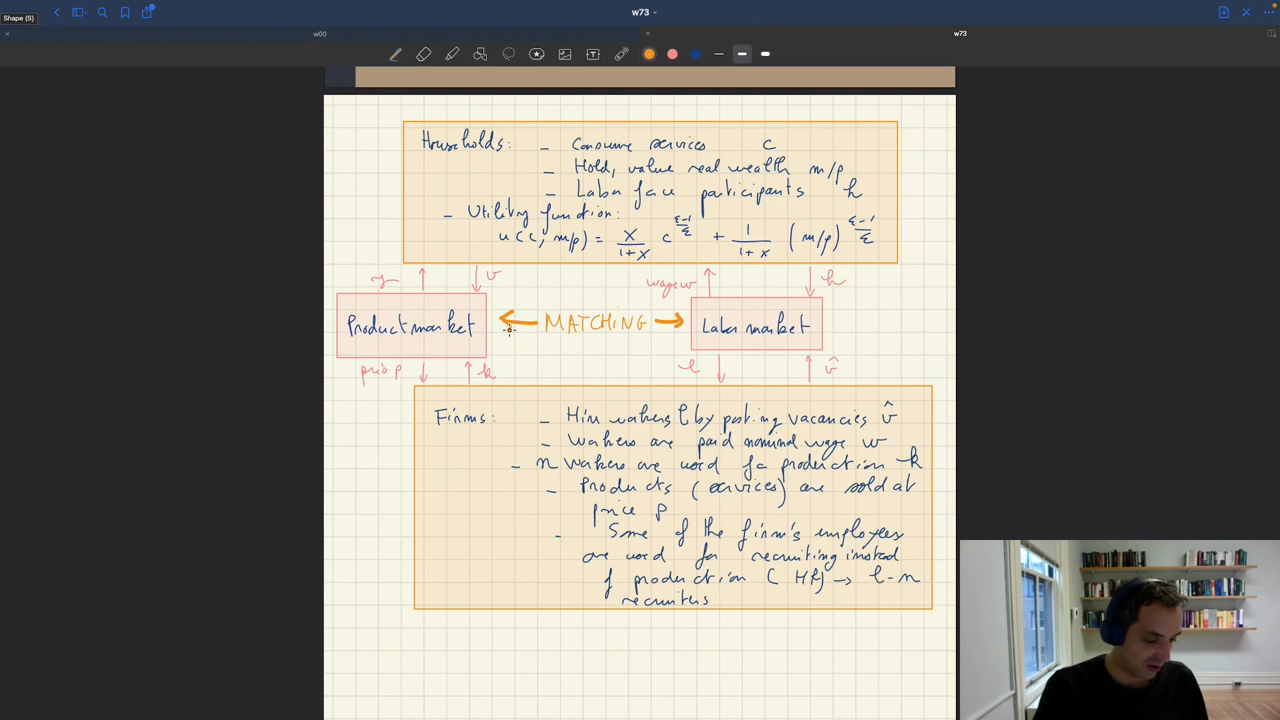 Shape (S)
w73
w00
w73
Households: - Consume services c
- Hold, value real wealth m/p
- Labor force participants h
- Utility function:
u(c, m/p) = χ/(1+χ) c^((ε-1)/ε) + 1/(1+χ) (m/p)^((ε-1)/ε)
y ↑ ↓ v
wage w ↑ ↓ h
Product market ← MATCHING → Labor market
price p ↓ ↑ k
l ↓ ↑ v̂
Firms: - Hire workers l by posting vacancies v̂
- Workers are paid nominal wage w
- n workers are used for production k
- Products (services) are sold at
price p
- Some of the firm's employees
are used for recruiting instead
of production (HR) → l-n
recruiters